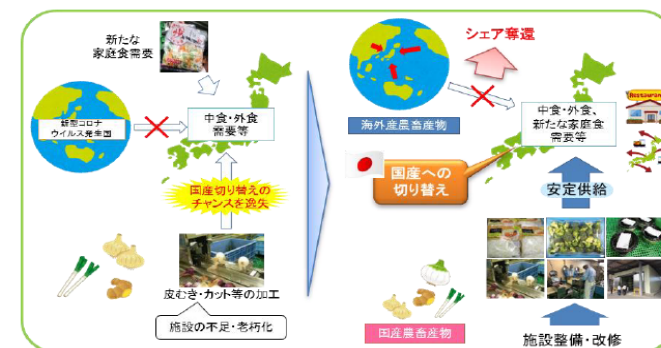 新たな
家庭食需要
新型コロナ
ウイルス発生国
中食・外食
需要等
国産切り替えの
チャンスを逸失
皮むき・カット等の加工
施設の不足・老朽化
シェア奪還
海外産農畜産物
中食・外食、
新たな家庭食
需要等
Restaurant
国産への
切り替え
安定供給
国産農畜産物
施設整備・改修